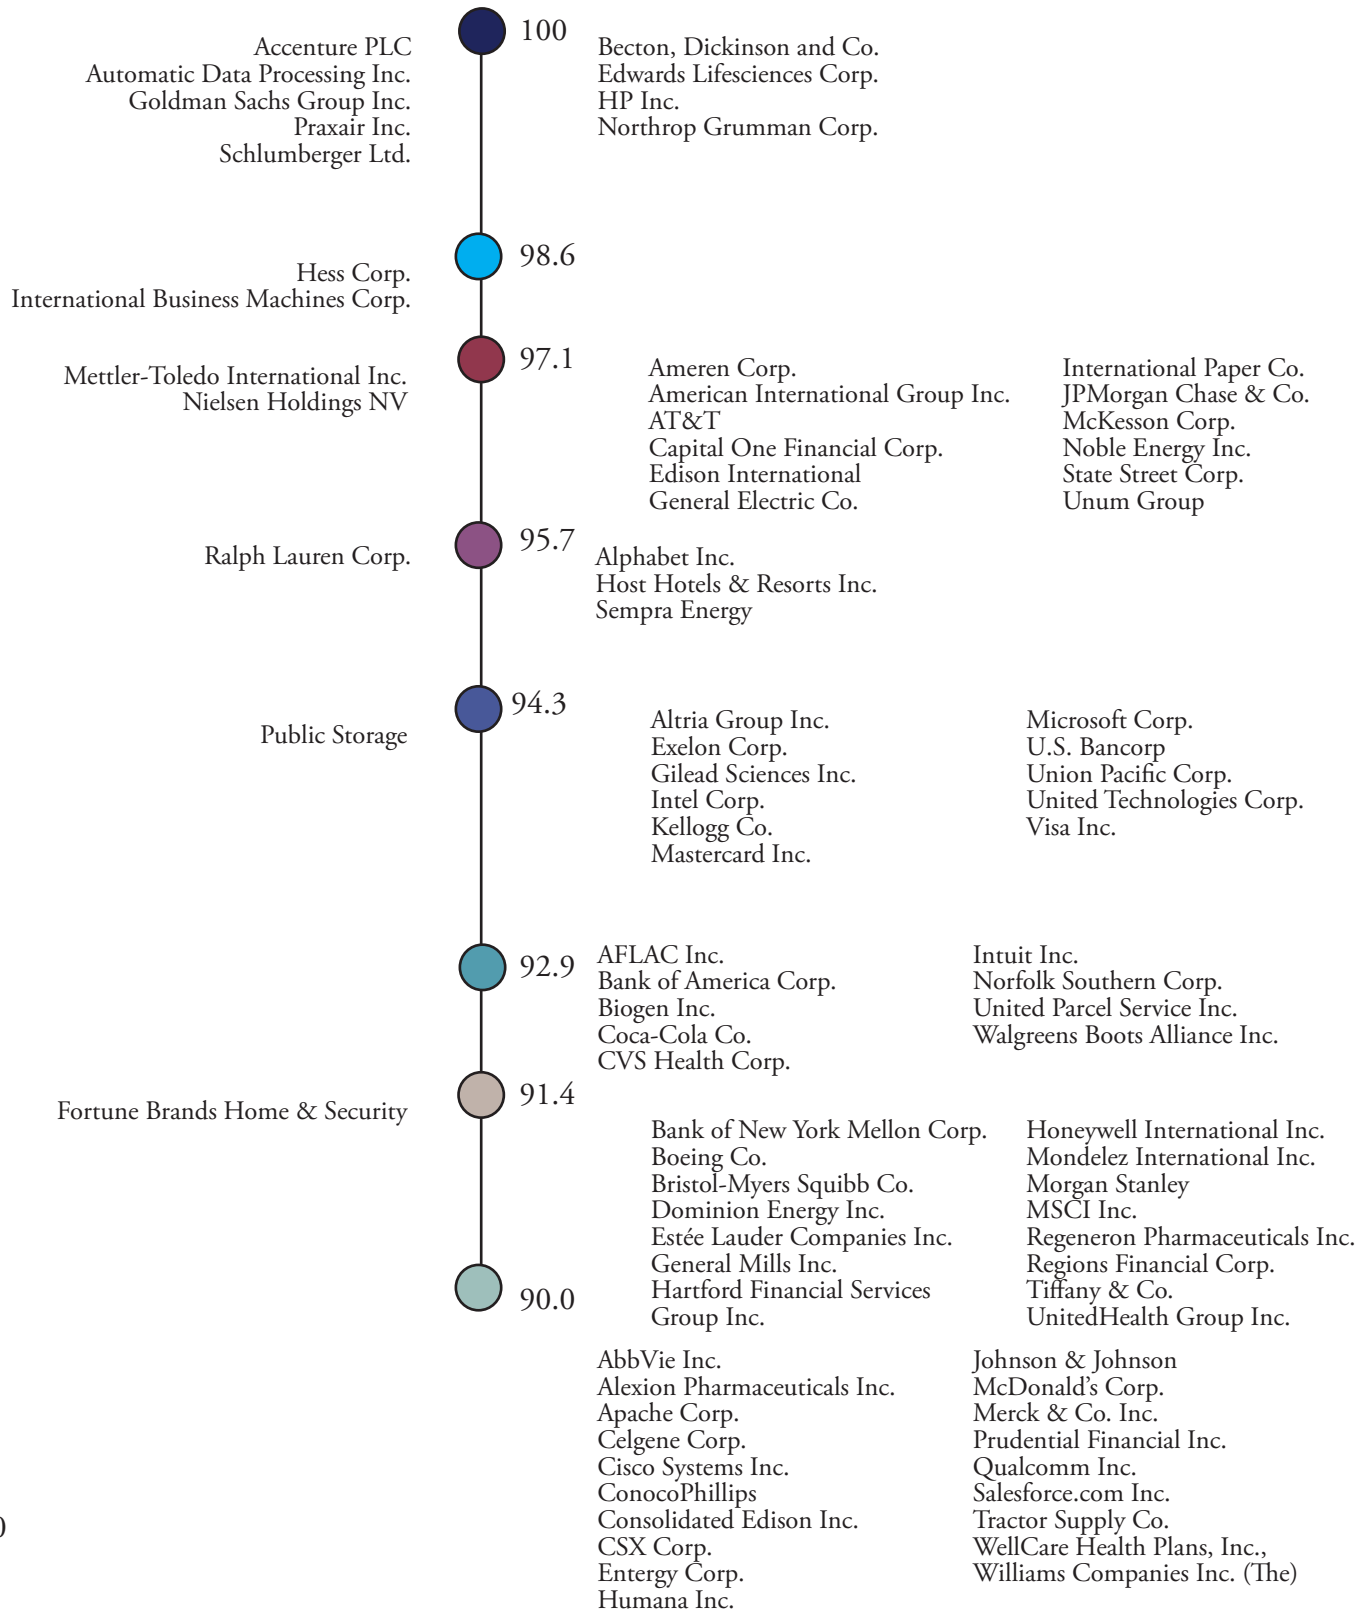 100
Accenture PLC
Automatic Data Processing Inc.
Goldman Sachs Group Inc.
Praxair Inc.
Schlumberger Ltd.
Becton, Dickinson and Co.
Edwards Lifesciences Corp.
HP Inc.
Northrop Grumman Corp.
98.6
Hess Corp.
International Business Machines Corp.
97.1
Mettler-Toledo International Inc.
Nielsen Holdings NV
Ameren Corp.
American International Group Inc.
AT&T
Capital One Financial Corp.
Edison International
General Electric Co.
International Paper Co.
JPMorgan Chase & Co.
McKesson Corp.
Noble Energy Inc.
State Street Corp.
Unum Group
95.7
Ralph Lauren Corp.
Alphabet Inc.
Host Hotels & Resorts Inc.
Sempra Energy
94.3
Public Storage
Altria Group Inc.
Exelon Corp.
Gilead Sciences Inc.
Intel Corp.
Kellogg Co.
Mastercard Inc.
Microsoft Corp.
U.S. Bancorp
Union Pacific Corp.
United Technologies Corp.
Visa Inc.
92.9
AFLAC Inc.
Bank of America Corp.
Biogen Inc.
Coca-Cola Co.
CVS Health Corp.
Intuit Inc.
Norfolk Southern Corp.
United Parcel Service Inc.
Walgreens Boots Alliance Inc.
91.4
Fortune Brands Home & Security
Bank of New York Mellon Corp.
Boeing Co.
Bristol-Myers Squibb Co.
Dominion Energy Inc.
Estée Lauder Companies Inc.
General Mills Inc.
Hartford Financial Services
Group Inc.
Honeywell International Inc.
Mondelez International Inc.
Morgan Stanley
MSCI Inc.
Regeneron Pharmaceuticals Inc.
Regions Financial Corp.
Tiffany & Co.
UnitedHealth Group Inc.
90.0
AbbVie Inc.
Alexion Pharmaceuticals Inc.
Apache Corp.
Celgene Corp.
Cisco Systems Inc.
ConocoPhillips
Consolidated Edison Inc.
CSX Corp.
Entergy Corp.
Humana Inc.
Johnson & Johnson
McDonald's Corp.
Merck & Co. Inc.
Prudential Financial Inc.
Qualcomm Inc.
Salesforce.com Inc.
Tractor Supply Co.
WellCare Health Plans, Inc.,
Williams Companies Inc. (The)